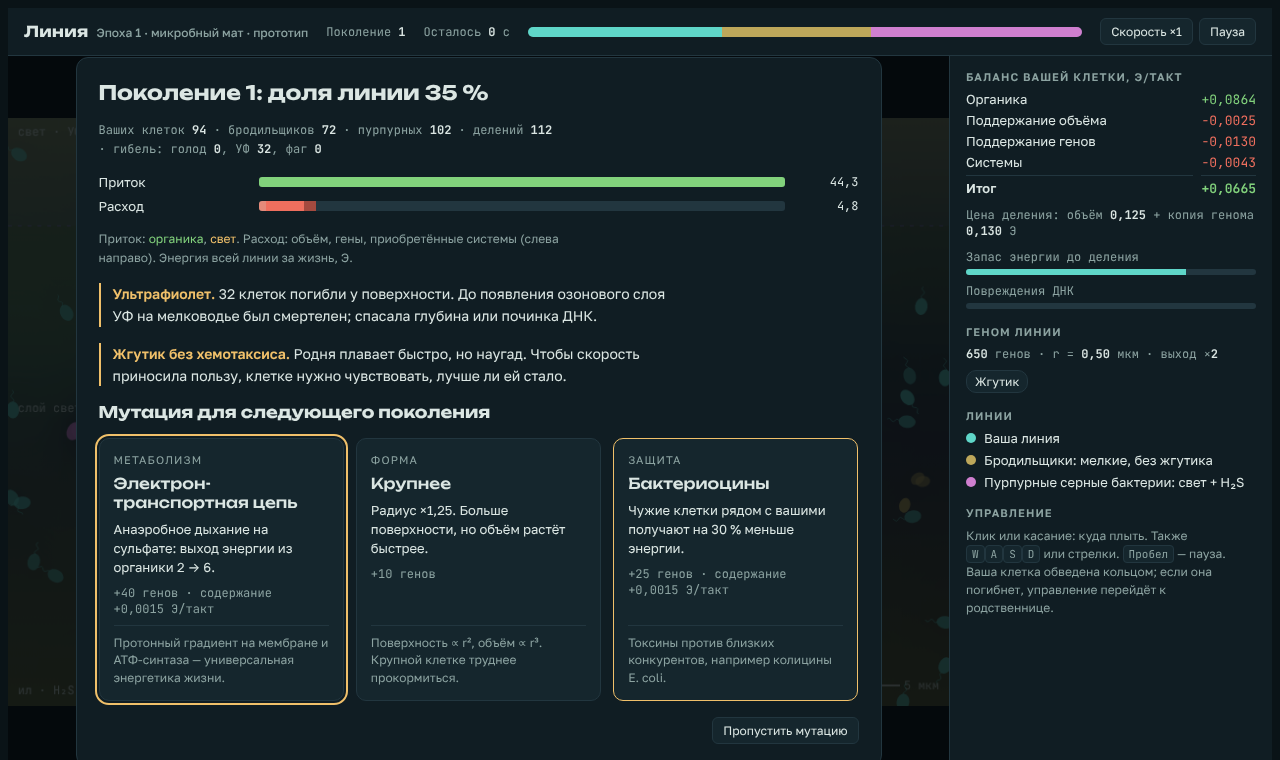 Линия Эпоха 1 · микробный мат · прототип Поколение 1 Осталось 0 с Скорость ×1 Пауза
Поколение 1: доля линии 35 %
Ваших клеток 94 · бродильщиков 72 · пурпурных 102 · делений 112
· гибель: голод 0, УФ 32, фаг 0
Приток 44,3
Расход 4,8
Приток: органика, свет. Расход: объём, гены, приобретённые системы (слева
направо). Энергия всей линии за жизнь, Э.
Ультрафиолет. 32 клеток погибли у поверхности. До появления озонового слоя
УФ на мелководье был смертелен; спасала глубина или починка ДНК.
Жгутик без хемотаксиса. Родня плавает быстро, но наугад. Чтобы скорость
приносила пользу, клетке нужно чувствовать, лучше ли ей стало.
Мутация для следующего поколения
МЕТАБОЛИЗМ
Электрон-
транспортная цепь
Анаэробное дыхание на
сульфате: выход энергии из
органики 2 → 6.
+40 генов · содержание
+0,0015 Э/такт
Протонный градиент на мембране и
АТФ-синтаза — универсальная
энергетика жизни.
ФОРМА
Крупнее
Радиус ×1,25. Больше
поверхности, но объём растёт
быстрее.
+10 генов
Поверхность ∝ r², объём ∝ r³.
Крупной клетке труднее
прокормиться.
ЗАЩИТА
Бактериоцины
Чужие клетки рядом с вашими
получают на 30 % меньше
энергии.
+25 генов · содержание
+0,0015 Э/такт
Токсины против близких
конкурентов, например колицины
E. coli.
Пропустить мутацию
свет · У
слой све
ил · H₂S
5 мкм
БАЛАНС ВАШЕЙ КЛЕТКИ, Э/ТАКТ
Органика +0,0864
Поддержание объёма -0,0025
Поддержание генов -0,0130
Системы -0,0043
Итог +0,0665
Цена деления: объём 0,125 + копия генома
0,130 Э
Запас энергии до деления
Повреждения ДНК
ГЕНОМ ЛИНИИ
650 генов · r = 0,50 мкм · выход ×2
Жгутик
ЛИНИИ
Ваша линия
Бродильщики: мелкие, без жгутика
Пурпурные серные бактерии: свет + H₂S
УПРАВЛЕНИЕ
Клик или касание: куда плыть. Также
W A S D или стрелки. Пробел — пауза.
Ваша клетка обведена кольцом; если она
погибнет, управление перейдёт к
родственнице.